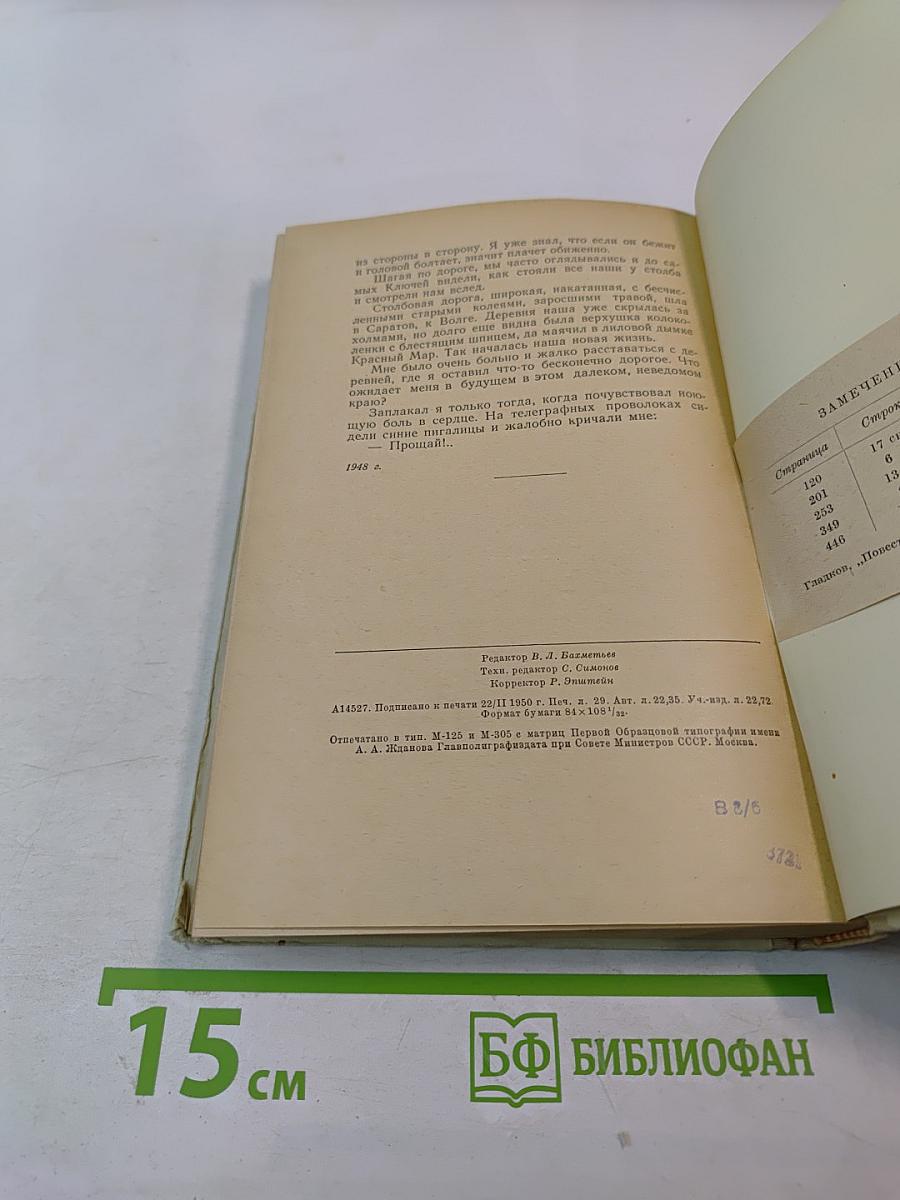 из стороны в сторону. Я уже знал, что если он бежит
и головой болтает, значит плачет обиженно.
Шагая по дороге, мы часто оглядывались и до са-
мых Ключей видели, как стояли все наши у столба
и смотрели нам вслед.
Столбовая дорога, широкая, накатанная, с бесчис-
ленными старыми колеями, заросшими травой, шла
в Саратов, к Волге. Деревня наша уже скрылась за
холмами, но долго еще видна была верхушка колоко-
ленки с блестящим шпицем, да маячил в лиловой дымке
Красный Мар. Так началась наша новая жизнь.
Мне было очень больно и жалко расставаться с де-
ревней, где я оставил что-то бесконечно дорогое. Что
ожидает меня в будущем в этом далеком, неведомом
краю?
Заплакал я только тогда, когда почувствовал ною-
щую боль в сердце. На телеграфных проволоках си-
дели синие пигалицы и жалобно кричали мне:
— Прощай!..
1948 г.
Редактор В. Л. Бахметьев
Техн. редактор С. Симонов
Корректор Р. Эпштейн
А14527. Подписано к печати 22/II 1950 г. Печ. л. 29. Авт. л. 22,35. Уч.-изд. л. 22,72.
Формат бумаги 84×108 1/32.
Отпечатано в тип. М-125 и М-305 с матриц Первой Образцовой типографии имени
А. А. Жданова Главполиграфиздата при Совете Министров СССР. Москва.
В 2/6
ЗАМЕЧЕН
Страница Строк
120 17
201 6
253 13
349
446
Гладков, „Повест
15 см
БФ БИБЛИОФАН